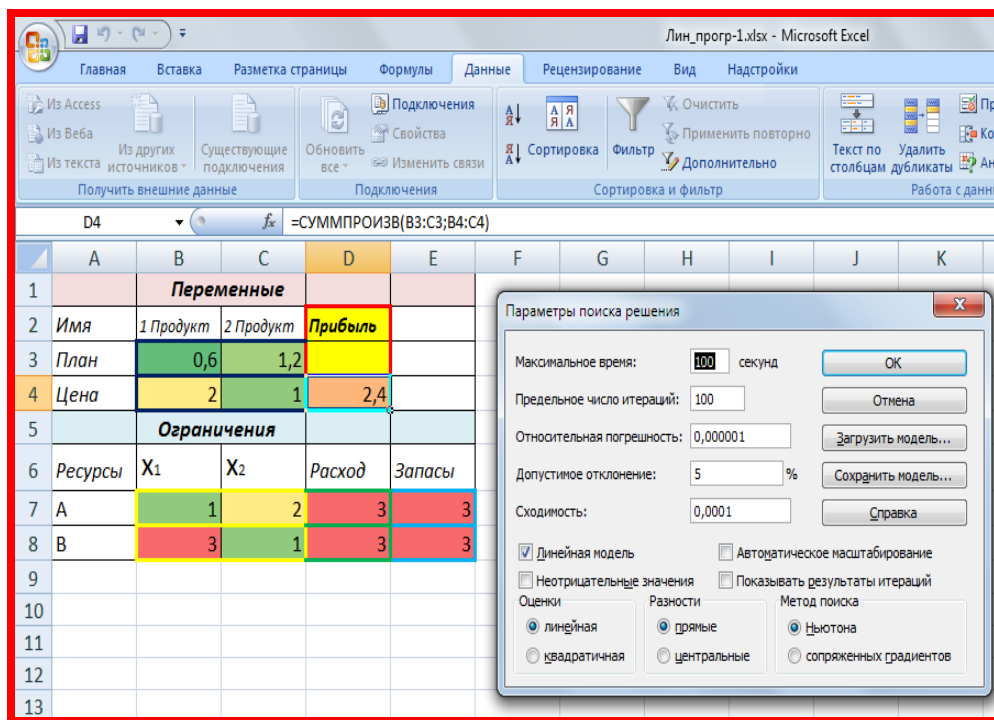 Лин_прогр-1.xlsx - Microsoft Excel
Главная Вставка Разметка страницы Формулы Данные Рецензирование Вид Надстройки
Из Access
Из Веба
Из текста
Из других источников
Существующие подключения
Получить внешние данные
Обновить все
Подключения
Свойства
Изменить связи
Подключения
Сортировка
Фильтр
Очистить
Применить повторно
Дополнительно
Сортировка и фильтр
Текст по столбцам
Удалить дубликаты
D4 fx =СУММПРОИЗВ(B3:C3;B4:C4)
A B C D E F G H I J K
1 Переменные
2 Имя 1 Продукт 2 Продукт Прибыль
3 План 0,6 1,2
4 Цена 2 1 2,4
5 Ограничения
6 Ресурсы X1 X2 Расход Запасы
7 A 1 2 3 3
8 B 3 1 3 3
9
10
11
12
13
Параметры поиска решения
Максимальное время: 100 секунд OK
Предельное число итераций: 100 Отмена
Относительная погрешность: 0,000001 Загрузить модель...
Допустимое отклонение: 5 % Сохранить модель...
Сходимость: 0,0001 Справка
Линейная модель Автоматическое масштабирование
Неотрицательные значения Показывать результаты итераций
Оценки Разности Метод поиска
линейная прямые Ньютона
квадратичная центральные сопряженных градиентов